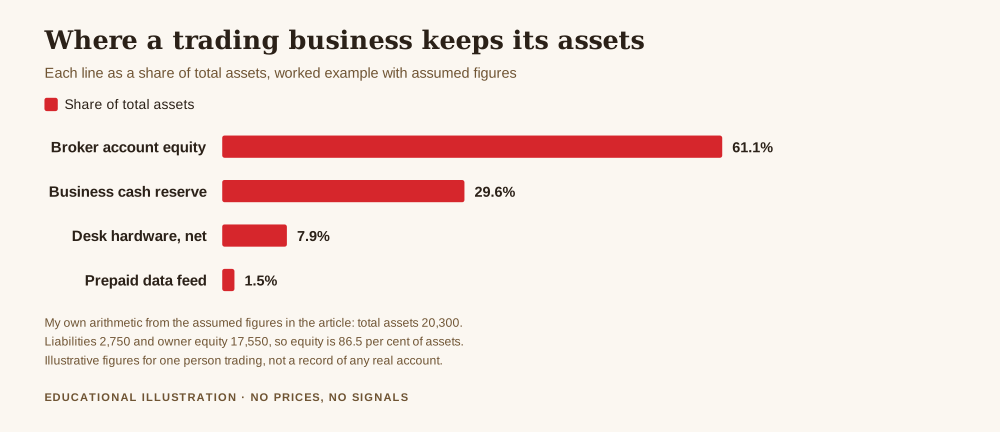 Where a trading business keeps its assets
Each line as a share of total assets, worked example with assumed figures
Share of total assets
Broker account equity 61.1%
Business cash reserve 29.6%
Desk hardware, net 7.9%
Prepaid data feed 1.5%
My own arithmetic from the assumed figures in the article: total assets 20,300.
Liabilities 2,750 and owner equity 17,550, so equity is 86.5 per cent of assets.
Illustrative figures for one person trading, not a record of any real account.
EDUCATIONAL ILLUSTRATION · NO PRICES, NO SIGNALS